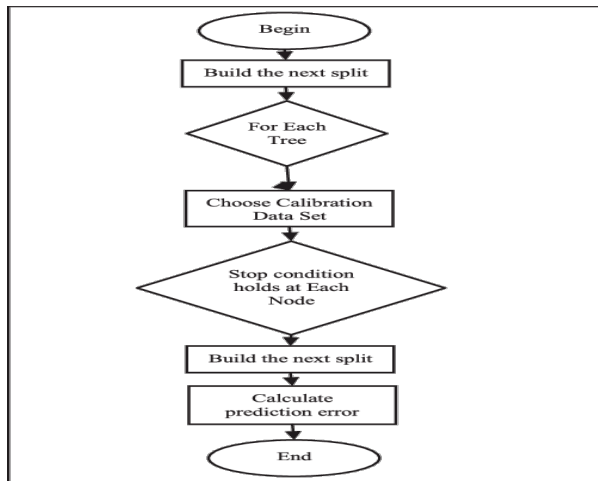 Begin
Build the next split
For Each
Tree
Choose Calibration
Data Set
Stop condition
holds at Each
Node
Build the next split
Calculate
prediction error
End